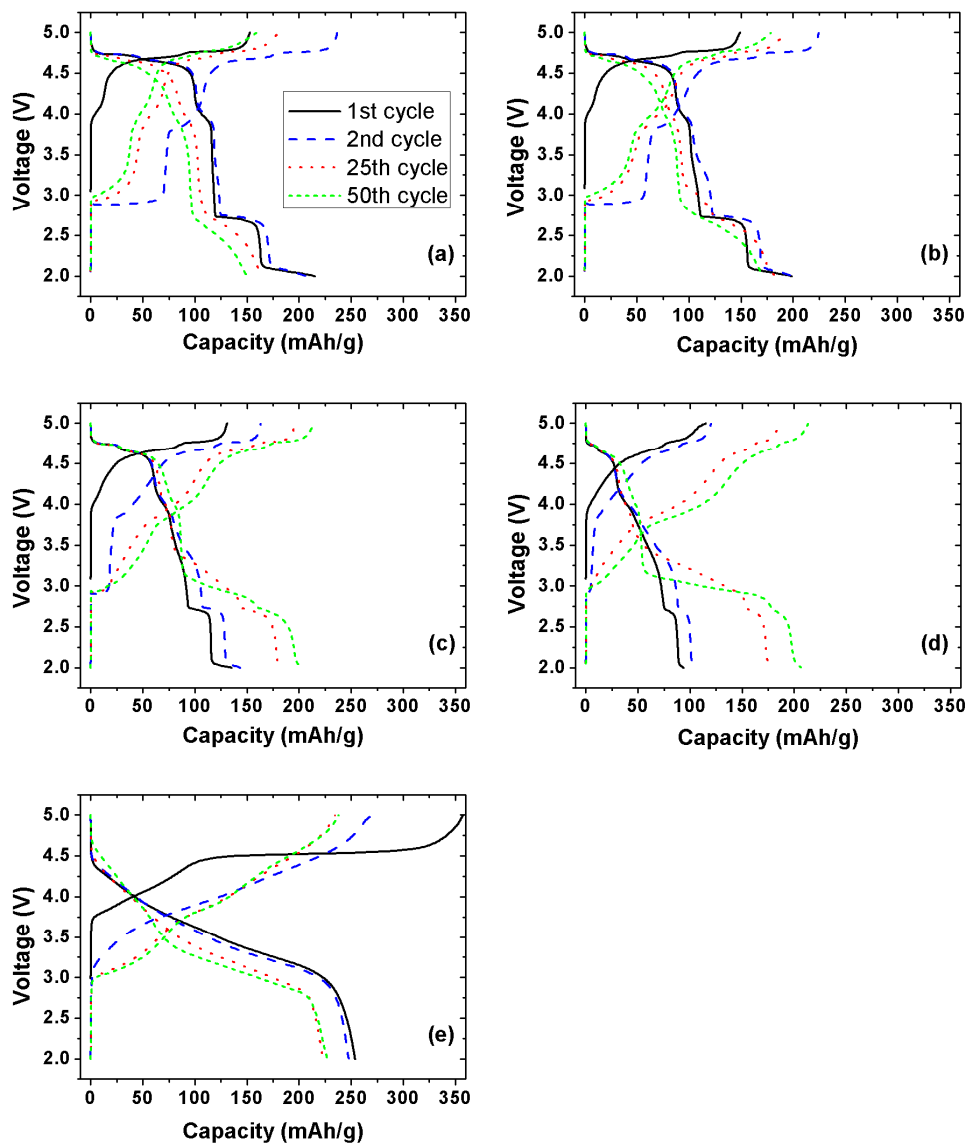 5.0
4.5
4.0
3.5
3.0
2.5
2.0
Voltage (V)
1st cycle
2nd cycle
25th cycle
50th cycle
(a)
0 50 100 150 200 250 300 350
Capacity (mAh/g)
5.0
4.5
4.0
3.5
3.0
2.5
2.0
Voltage (V)
(b)
0 50 100 150 200 250 300 350
Capacity (mAh/g)
5.0
4.5
4.0
3.5
3.0
2.5
2.0
Voltage (V)
(c)
0 50 100 150 200 250 300 350
Capacity (mAh/g)
5.0
4.5
4.0
3.5
3.0
2.5
2.0
Voltage (V)
(d)
0 50 100 150 200 250 300 350
Capacity (mAh/g)
5.0
4.5
4.0
3.5
3.0
2.5
2.0
Voltage (V)
(e)
0 50 100 150 200 250 300 350
Capacity (mAh/g)